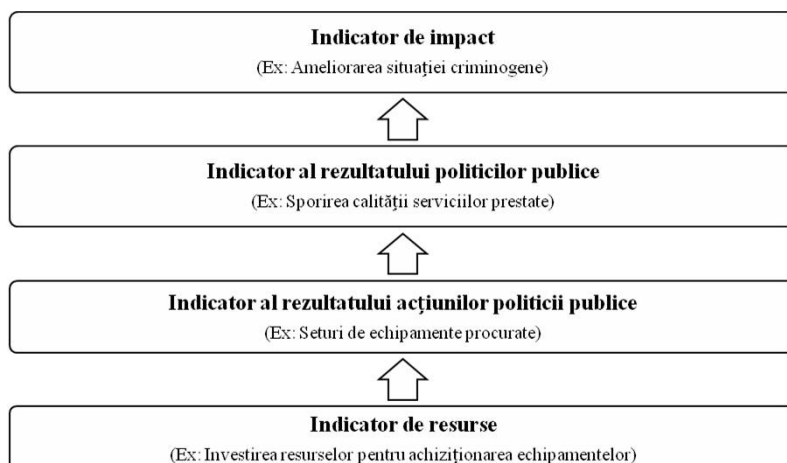 Indicator de impact
(Ex: Ameliorarea situației criminogene)
Indicator al rezultatului politicilor publice
(Ex: Sporirea calității serviciilor prestate)
Indicator al rezultatului acțiunilor politicii publice
(Ex: Seturi de echipamente procurate)
Indicator de resurse
(Ex: Investirea resurselor pentru achiziționarea echipamentelor)